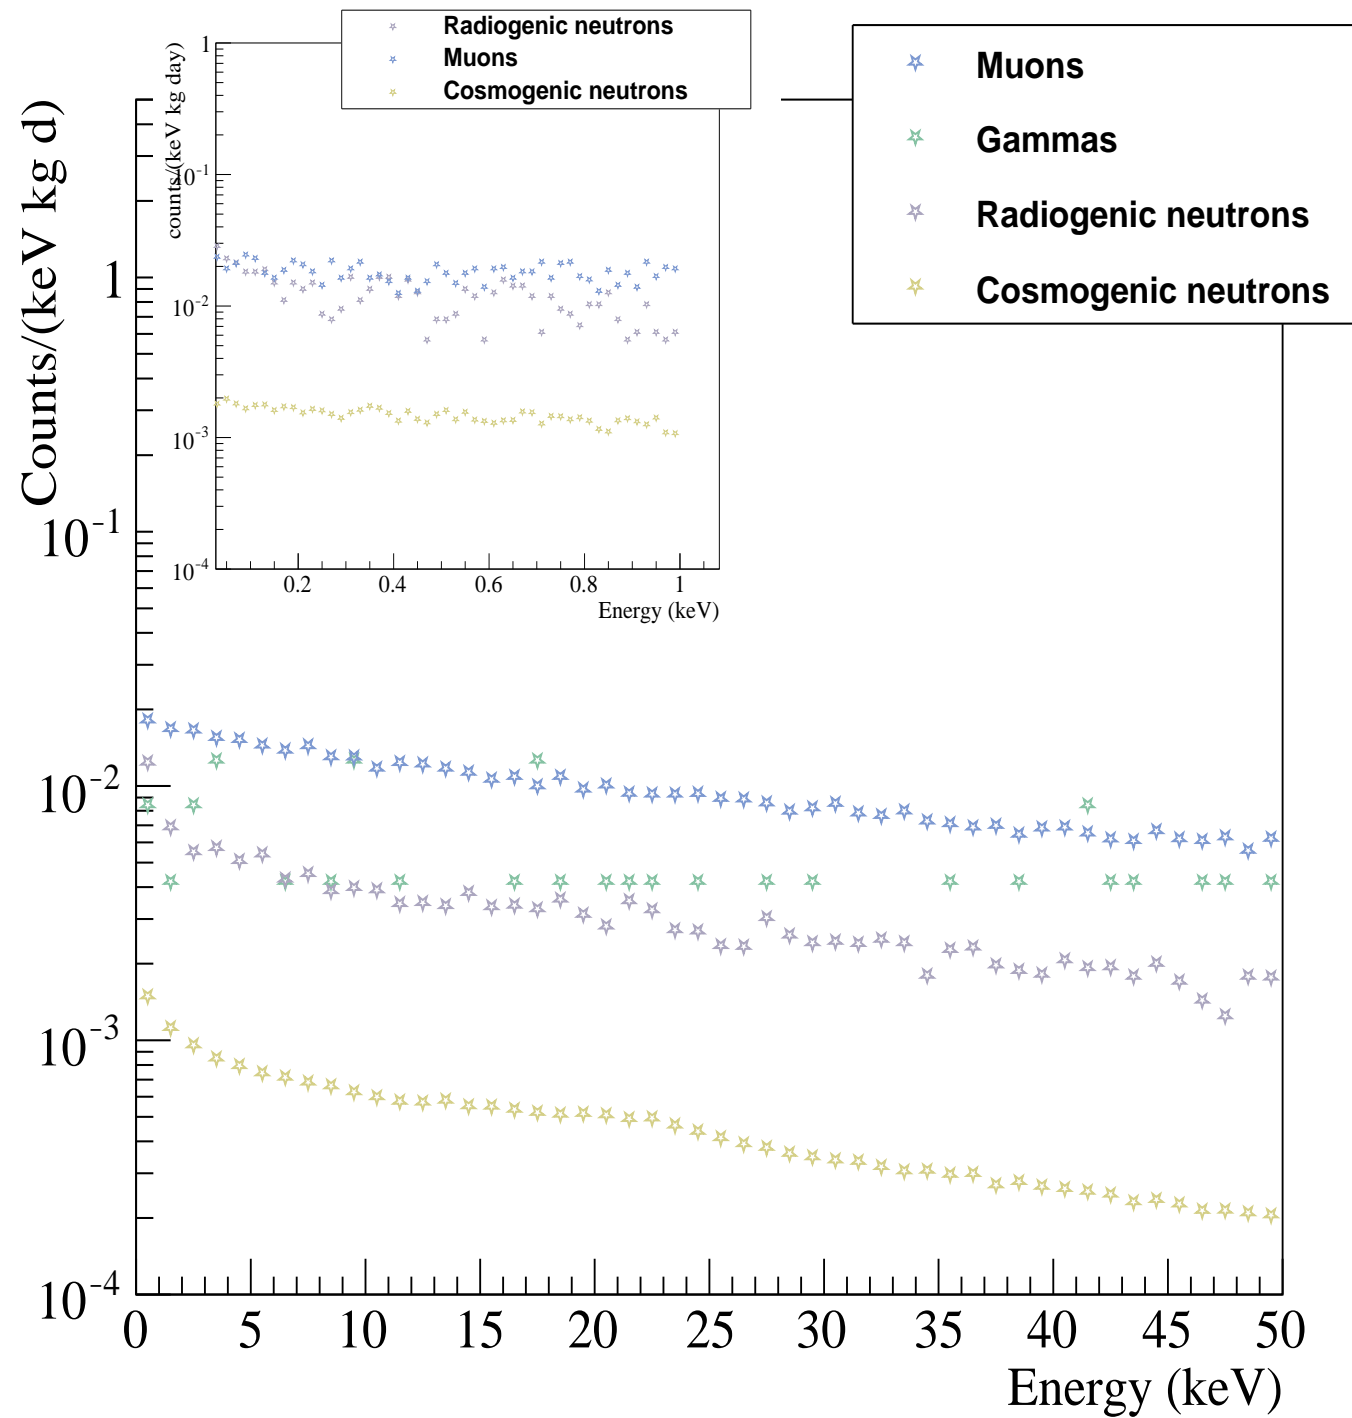 Radiogenic neutrons
Muons
Cosmogenic neutrons
counts/(keV kg day)
1
10^-1
10^-2
10^-3
10^-4
0.2 0.4 0.6 0.8 1
Energy (keV)
Muons
Gammas
Radiogenic neutrons
Cosmogenic neutrons
Counts/(keV kg d)
1
10^-1
10^-2
10^-3
10^-4
0 5 10 15 20 25 30 35 40 45 50
Energy (keV)